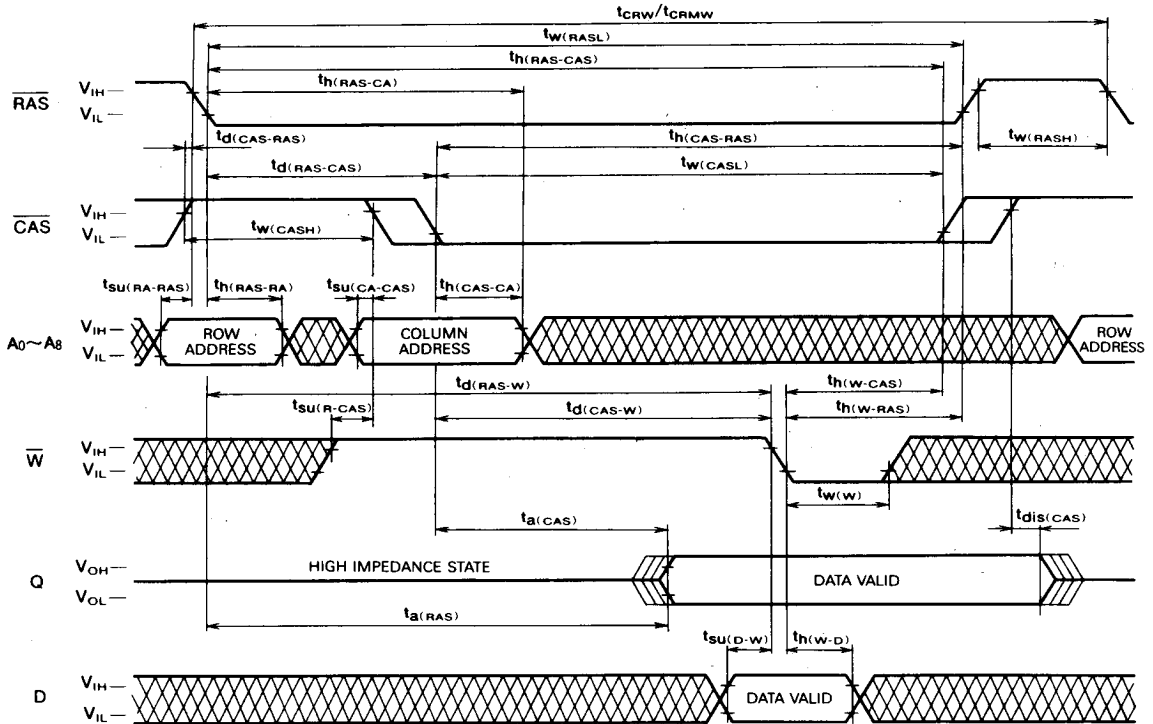 tCRW/tCRMW
tw(RASL)
th(RAS-CAS)
th(RAS-CA)
RAS
VIH
VIL
td(CAS-RAS)
th(CAS-RAS)
tw(RASH)
td(RAS-CAS)
tw(CASL)
CAS
VIH
VIL
tw(CASH)
tsu(RA-RAS)
th(RAS-RA)
tsu(CA-CAS)
th(CAS-CA)
A0~A8
VIH
VIL
ROW
ADDRESS
COLUMN
ADDRESS
ROW
ADDRESS
td(RAS-W)
th(W-CAS)
tsu(R-CAS)
td(CAS-W)
th(W-RAS)
W
VIH
VIL
tw(W)
ta(CAS)
tdis(CAS)
Q
VOH
VOL
HIGH IMPEDANCE STATE
DATA VALID
ta(RAS)
tsu(D-W)
th(W-D)
D
VIH
VIL
DATA VALID